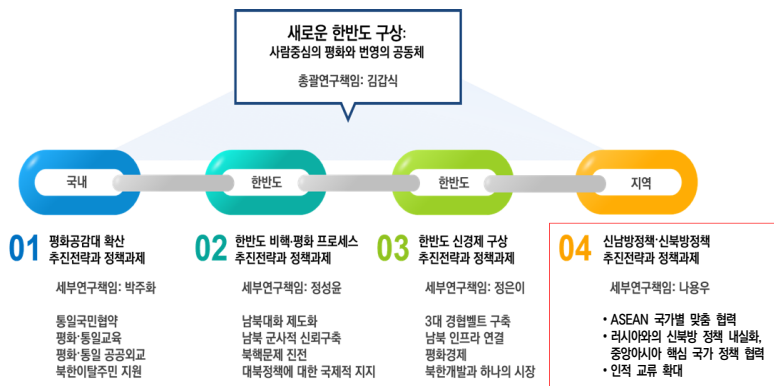 새로운 한반도 구상:
사람중심의 평화와 번영의 공동체
총괄연구책임: 김갑식
국내
한반도
한반도
지역
01 평화공감대 확산
추진전략과 정책과제
세부연구책임: 박주화
통일국민협약
평화·통일교육
평화·통일 공공외교
북한이탈주민 지원
02 한반도 비핵·평화 프로세스
추진전략과 정책과제
세부연구책임: 정성윤
남북대화 제도화
남북 군사적 신뢰구축
북핵문제 진전
대북정책에 대한 국제적 지지
03 한반도 신경제 구상
추진전략과 정책과제
세부연구책임: 정은이
3대 경협벨트 구축
남북 인프라 연결
평화경제
북한개발과 하나의 시장
04 신남방정책·신북방정책
추진전략과 정책과제
세부연구책임: 나용우
• ASEAN 국가별 맞춤 협력
• 러시아와의 신북방 정책 내실화,
중앙아시아 핵심 국가 정책 협력
• 인적 교류 확대